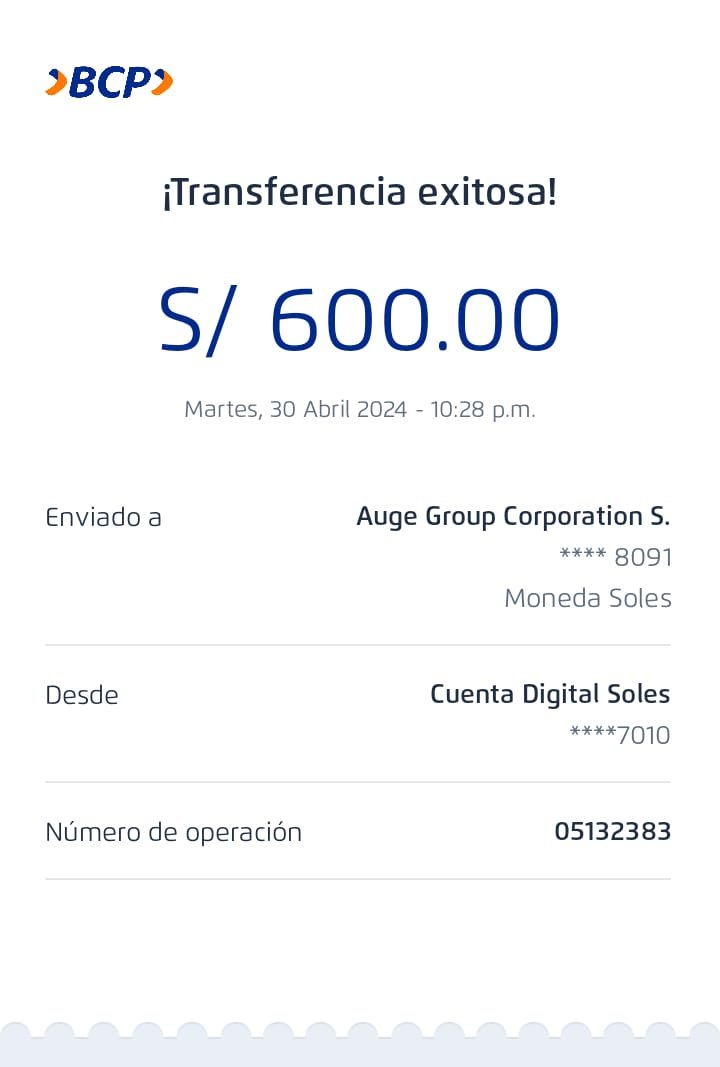 BCP
¡Transferencia exitosa!
S/ 600.00
Martes, 30 Abril 2024 - 10:28 p.m.
Enviado a
Auge Group Corporation S.
**** 8091
Moneda Soles
Desde
Cuenta Digital Soles
****7010
Número de operación
05132383